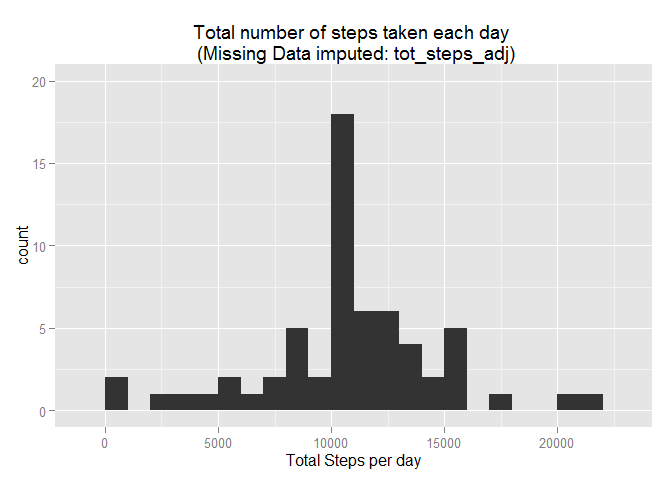 Total number of steps taken each day
(Missing Data imputed: tot_steps_adj)
20
15
10
5
0
count
0 5000 10000 15000 20000
Total Steps per day